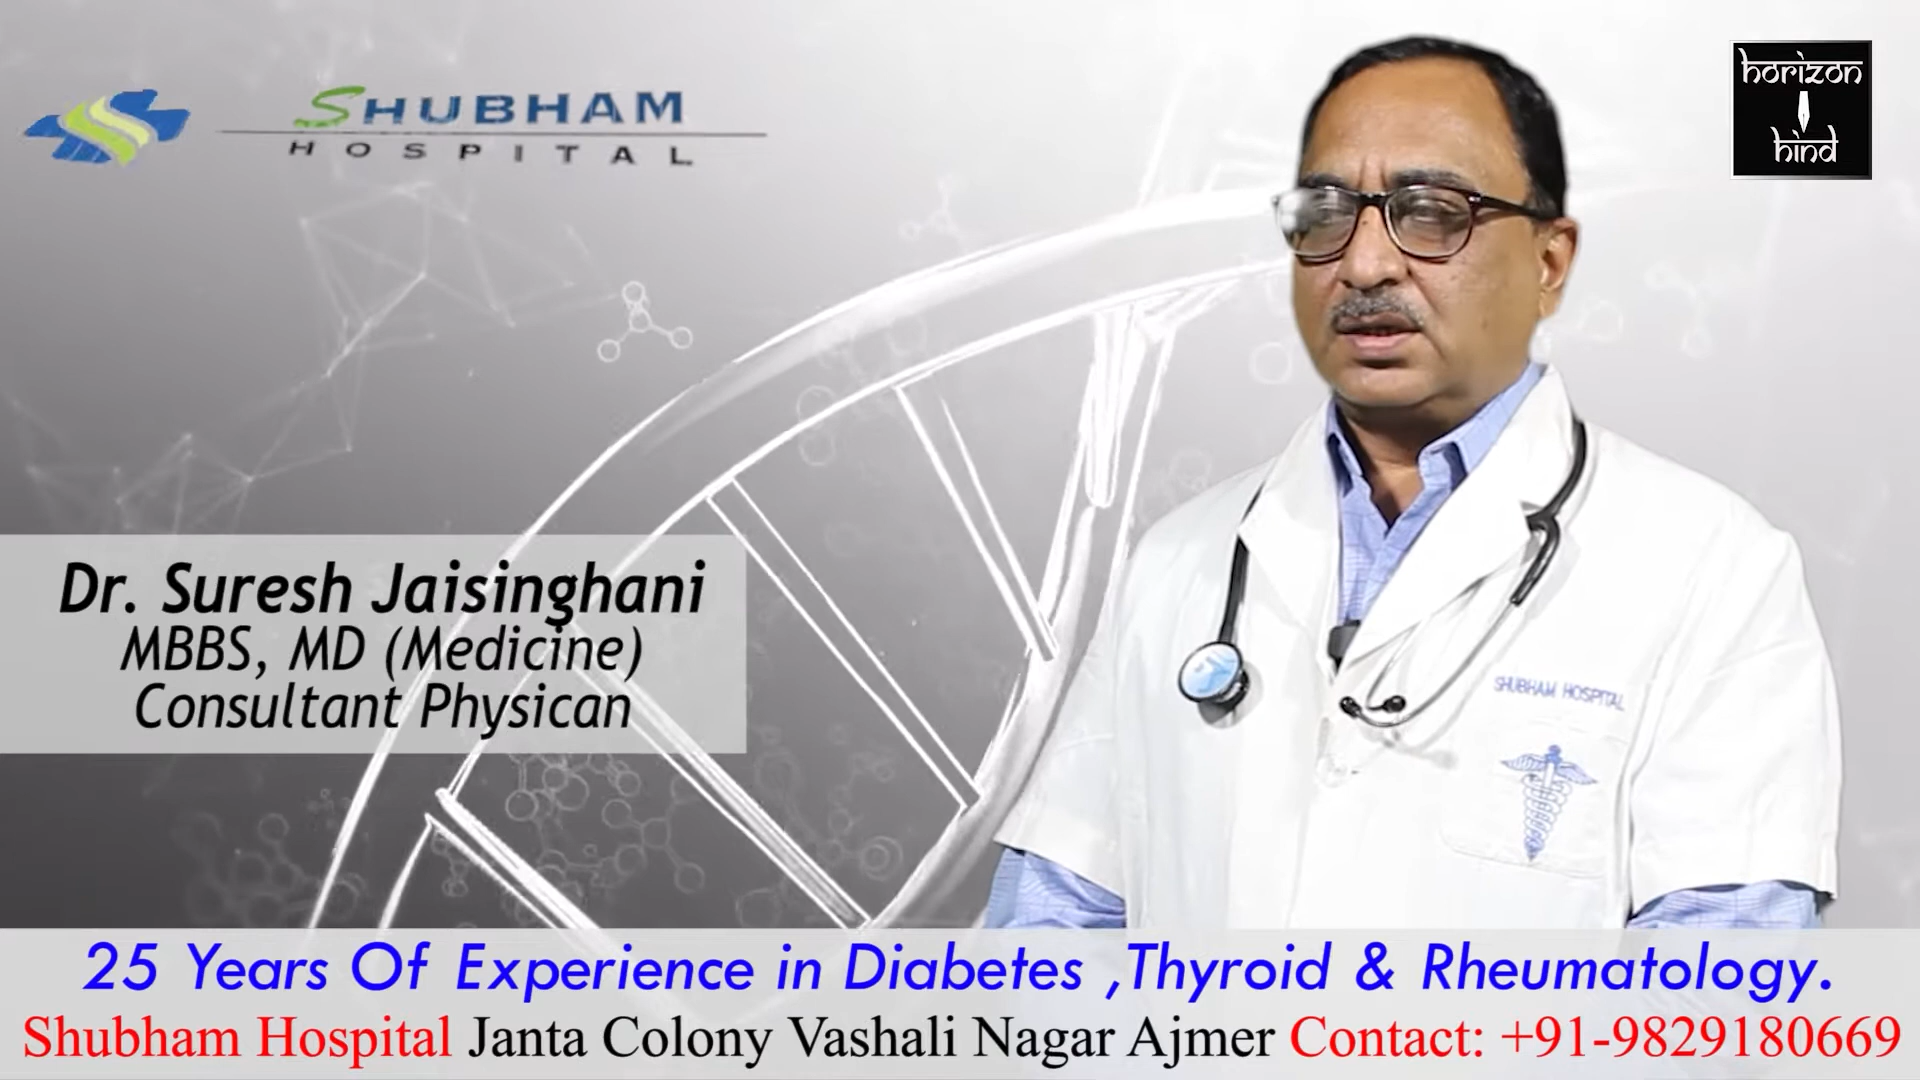 SHUBHAM
HOSPITAL
horizon
hind
Dr. Suresh Jaisinghani
MBBS, MD (Medicine)
Consultant Physican
SHUBHAM HOSPITAL
25 Years Of Experience in Diabetes ,Thyroid & Rheumatology.
Shubham Hospital Janta Colony Vashali Nagar Ajmer Contact: +91-9829180669